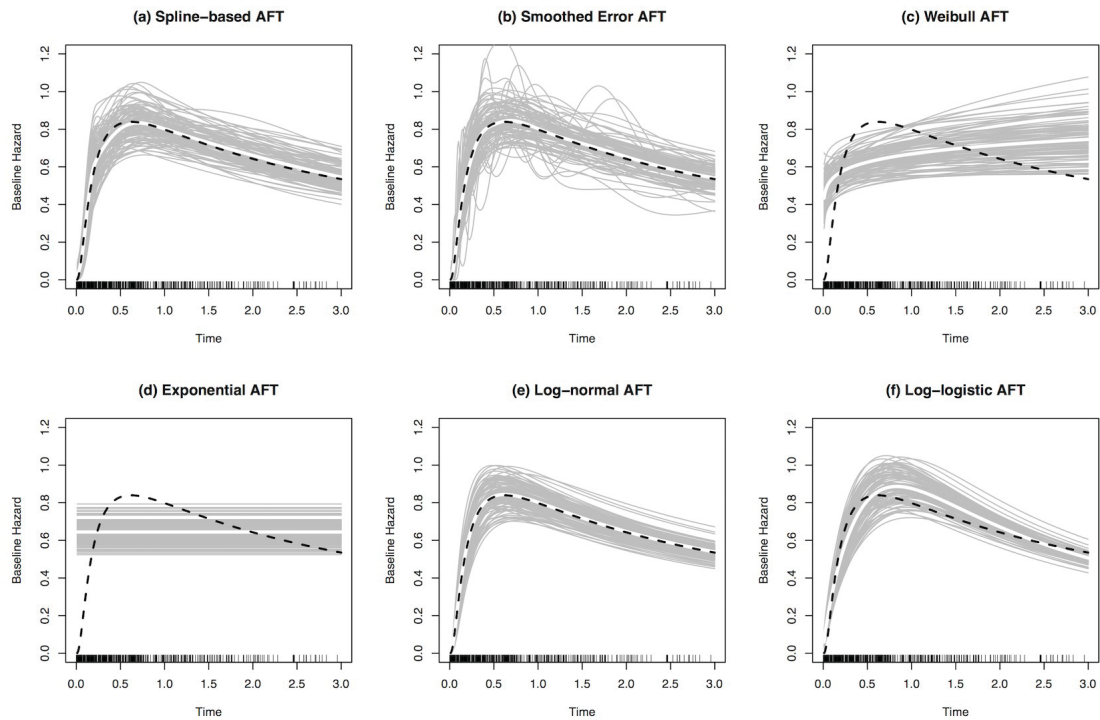 (a) Spline−based AFT
Baseline Hazard
0.0 0.2 0.4 0.6 0.8 1.0 1.2
0.0 0.5 1.0 1.5 2.0 2.5 3.0
Time
(b) Smoothed Error AFT
Baseline Hazard
0.0 0.2 0.4 0.6 0.8 1.0 1.2
0.0 0.5 1.0 1.5 2.0 2.5 3.0
Time
(c) Weibull AFT
Baseline Hazard
0.0 0.2 0.4 0.6 0.8 1.0 1.2
0.0 0.5 1.0 1.5 2.0 2.5 3.0
Time
(d) Exponential AFT
Baseline Hazard
0.0 0.2 0.4 0.6 0.8 1.0 1.2
0.0 0.5 1.0 1.5 2.0 2.5 3.0
Time
(e) Log−normal AFT
Baseline Hazard
0.0 0.2 0.4 0.6 0.8 1.0 1.2
0.0 0.5 1.0 1.5 2.0 2.5 3.0
Time
(f) Log−logistic AFT
Baseline Hazard
0.0 0.2 0.4 0.6 0.8 1.0 1.2
0.0 0.5 1.0 1.5 2.0 2.5 3.0
Time